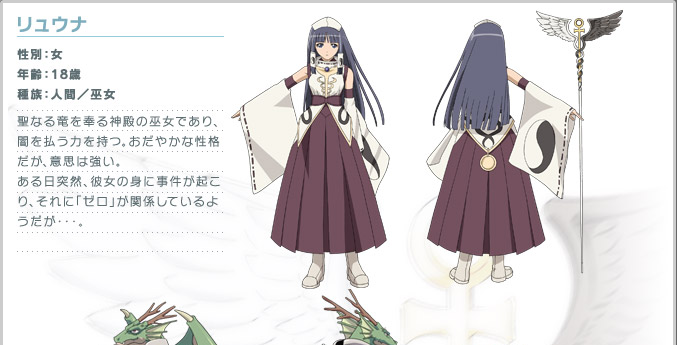 リュウナ
性別：女
年齢：18歳
種族：人間／巫女
聖なる竜を奉る神殿の巫女であり、
闇を払う力を持つ。おだやかな性格
だが、意思は強い。
ある日突然、彼女の身に事件が起こ
り、それに「ゼロ」が関係しているよ
うだが・・・。